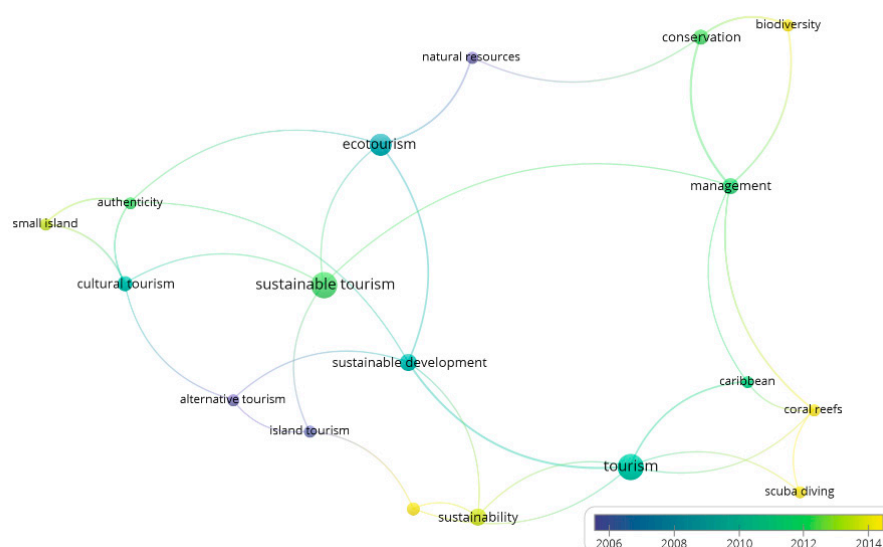 biodiversity
conservation
natural resources
ecotourism
management
authenticity
small island
cultural tourism
sustainable tourism
sustainable development
caribbean
alternative tourism
coral reefs
island tourism
tourism
scuba diving
sustainability
2006 2008 2010 2012 2014